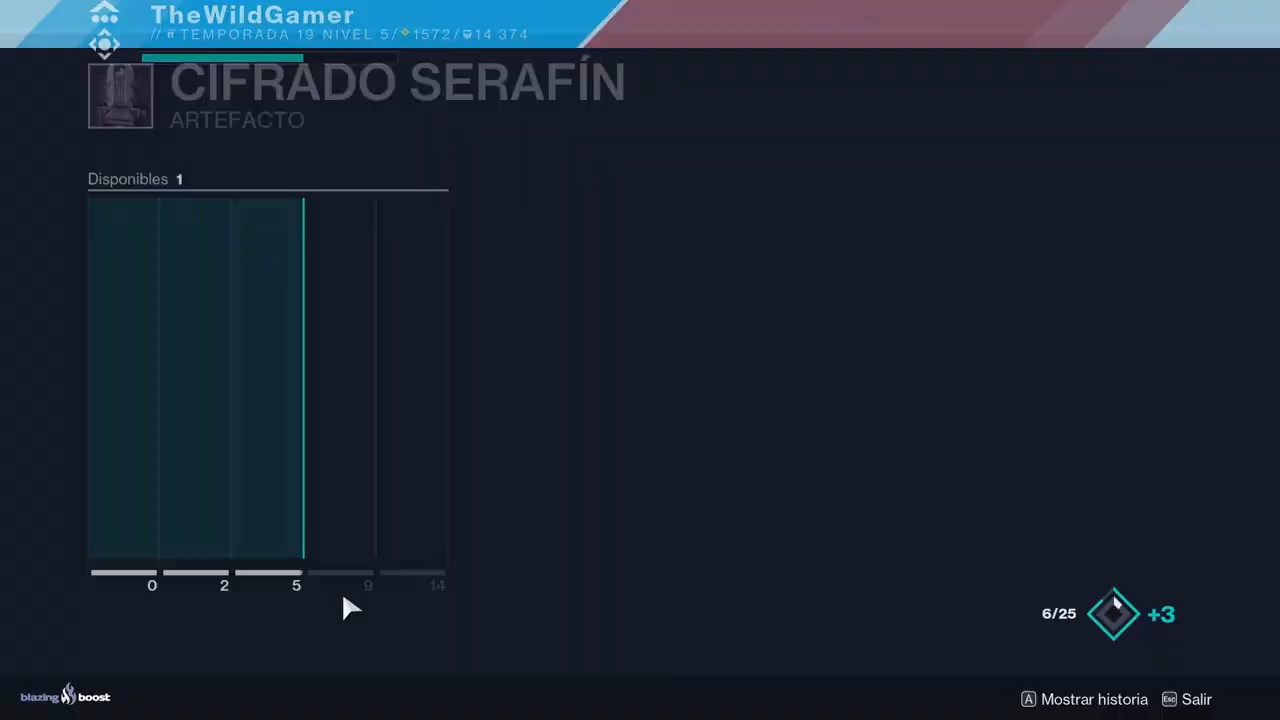 TheWildGamer
// TEMPORADA 19 NIVEL 5/1572/14 374
CIFRADO SERAFÍN
ARTEFACTO
Disponibles 1
0 2 5 9 14
6/25 +3
blazing boost
A Mostrar historia Esc Salir